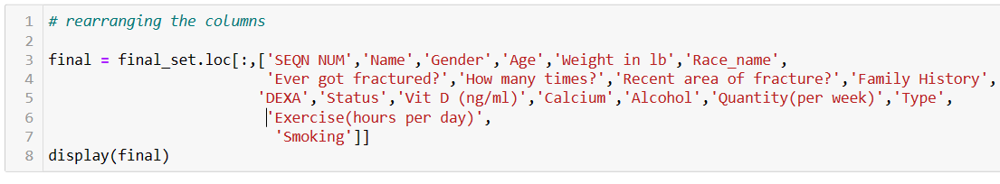 1 # rearranging the columns
2
3 final = final_set.loc[:,['SEQN NUM','Name','Gender','Age','Weight in lb','Race_name',
4 'Ever got fractured?','How many times?','Recent area of fracture?','Family History',
5 'DEXA','Status','Vit D (ng/ml)','Calcium','Alcohol','Quantity(per week)','Type',
6 'Exercise(hours per day)',
7 'Smoking']]
8 display(final)